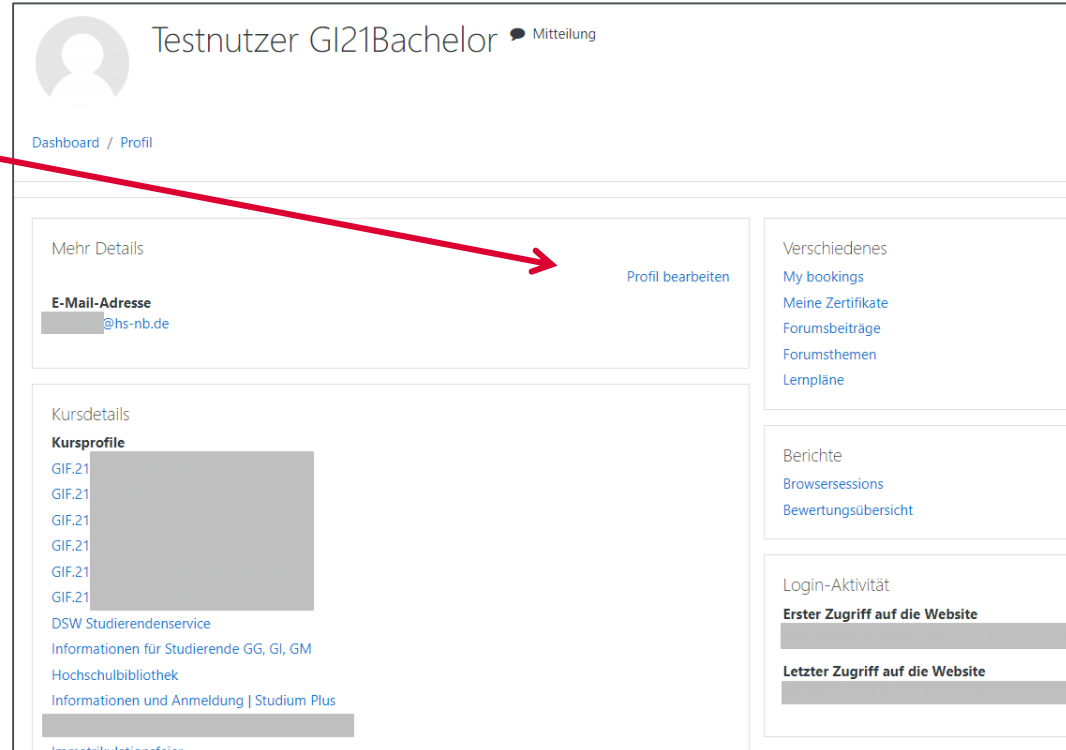 Testnutzer GI21Bachelor Mitteilung
Dashboard / Profil
Mehr Details
Profil bearbeiten
E-Mail-Adresse
@hs-nb.de
Kursdetails
Kursprofile
GIF.21
GIF.21
GIF.21
GIF.21
GIF.21
GIF.21
DSW Studierendenservice
Informationen für Studierende GG, GI, GM
Hochschulbibliothek
Informationen und Anmeldung | Studium Plus
Immatrikulationsfeier
Verschiedenes
My bookings
Meine Zertifikate
Forumsbeiträge
Forumsthemen
Lernpläne
Berichte
Browsersessions
Bewertungsübersicht
Login-Aktivität
Erster Zugriff auf die Website
Letzter Zugriff auf die Website